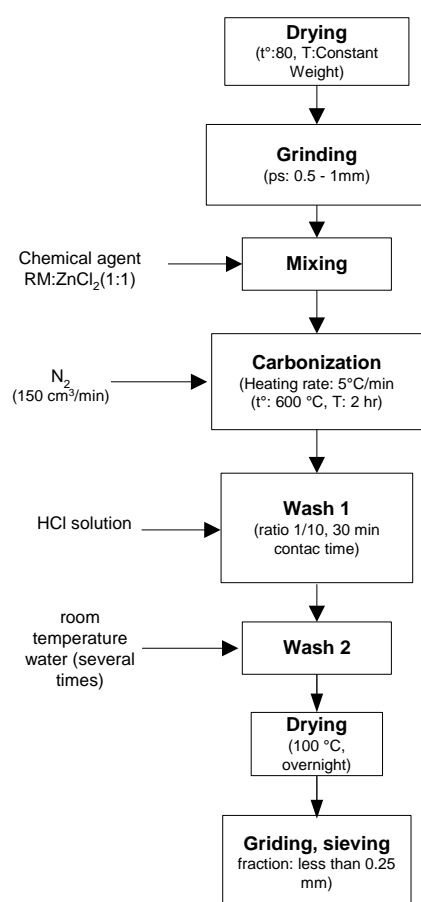 Drying
(t°:80, T:Constant
Weight)
Grinding
(ps: 0.5 - 1mm)
Chemical agent
RM:ZnCl₂(1:1)
Mixing
N₂
(150 cm³/min)
Carbonization
(Heating rate: 5°C/min
(t°: 600 °C, T: 2 hr)
HCl solution
Wash 1
(ratio 1/10, 30 min
contac time)
room
temperature
water (several
times)
Wash 2
Drying
(100 °C,
overnight)
Griding, sieving
fraction: less than 0.25
mm)